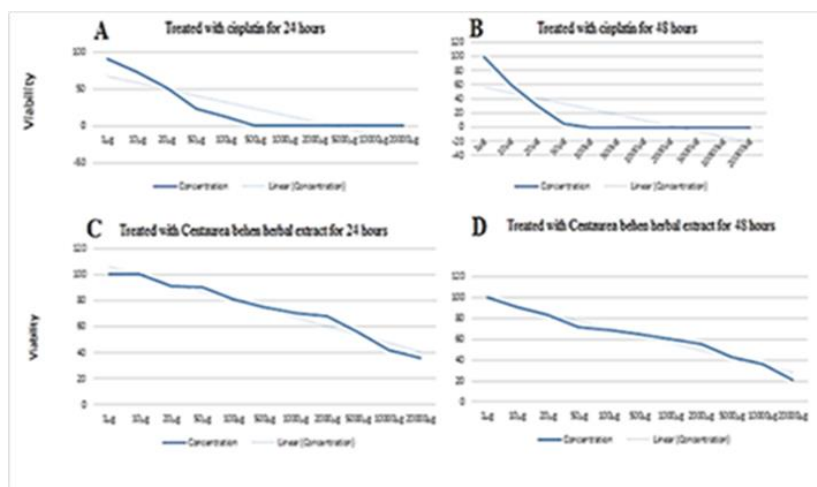 A
Treated with cisplatin for 24 hours
Viability
100
50
0
-50
1µg 10µg 20µg 50µg 100µg 500µg 1000µg 2000µg 5000µg 10000µg 20000µg
Concentration Linear (Concentration)
B
Treated with cisplatin for 48 hours
120
100
80
60
40
20
0
-20
-40
Concentration Linear (Concentration)
C
Treated with Centaurea behen herbal extract for 24 hours
Viability
120
100
80
60
40
20
0
1µg 10µg 20µg 50µg 100µg 500µg 1000µg 2000µg 5000µg 10000µg 20000µg
Concentration Linear (Concentration)
D
Treated with Centaurea behen herbal extract for 48 hours
120
100
80
60
40
20
0
1µg 10µg 20µg 50µg 100µg 500µg 1000µg 2000µg 5000µg 10000µg 20000µg
Concentration Linear (Concentration)